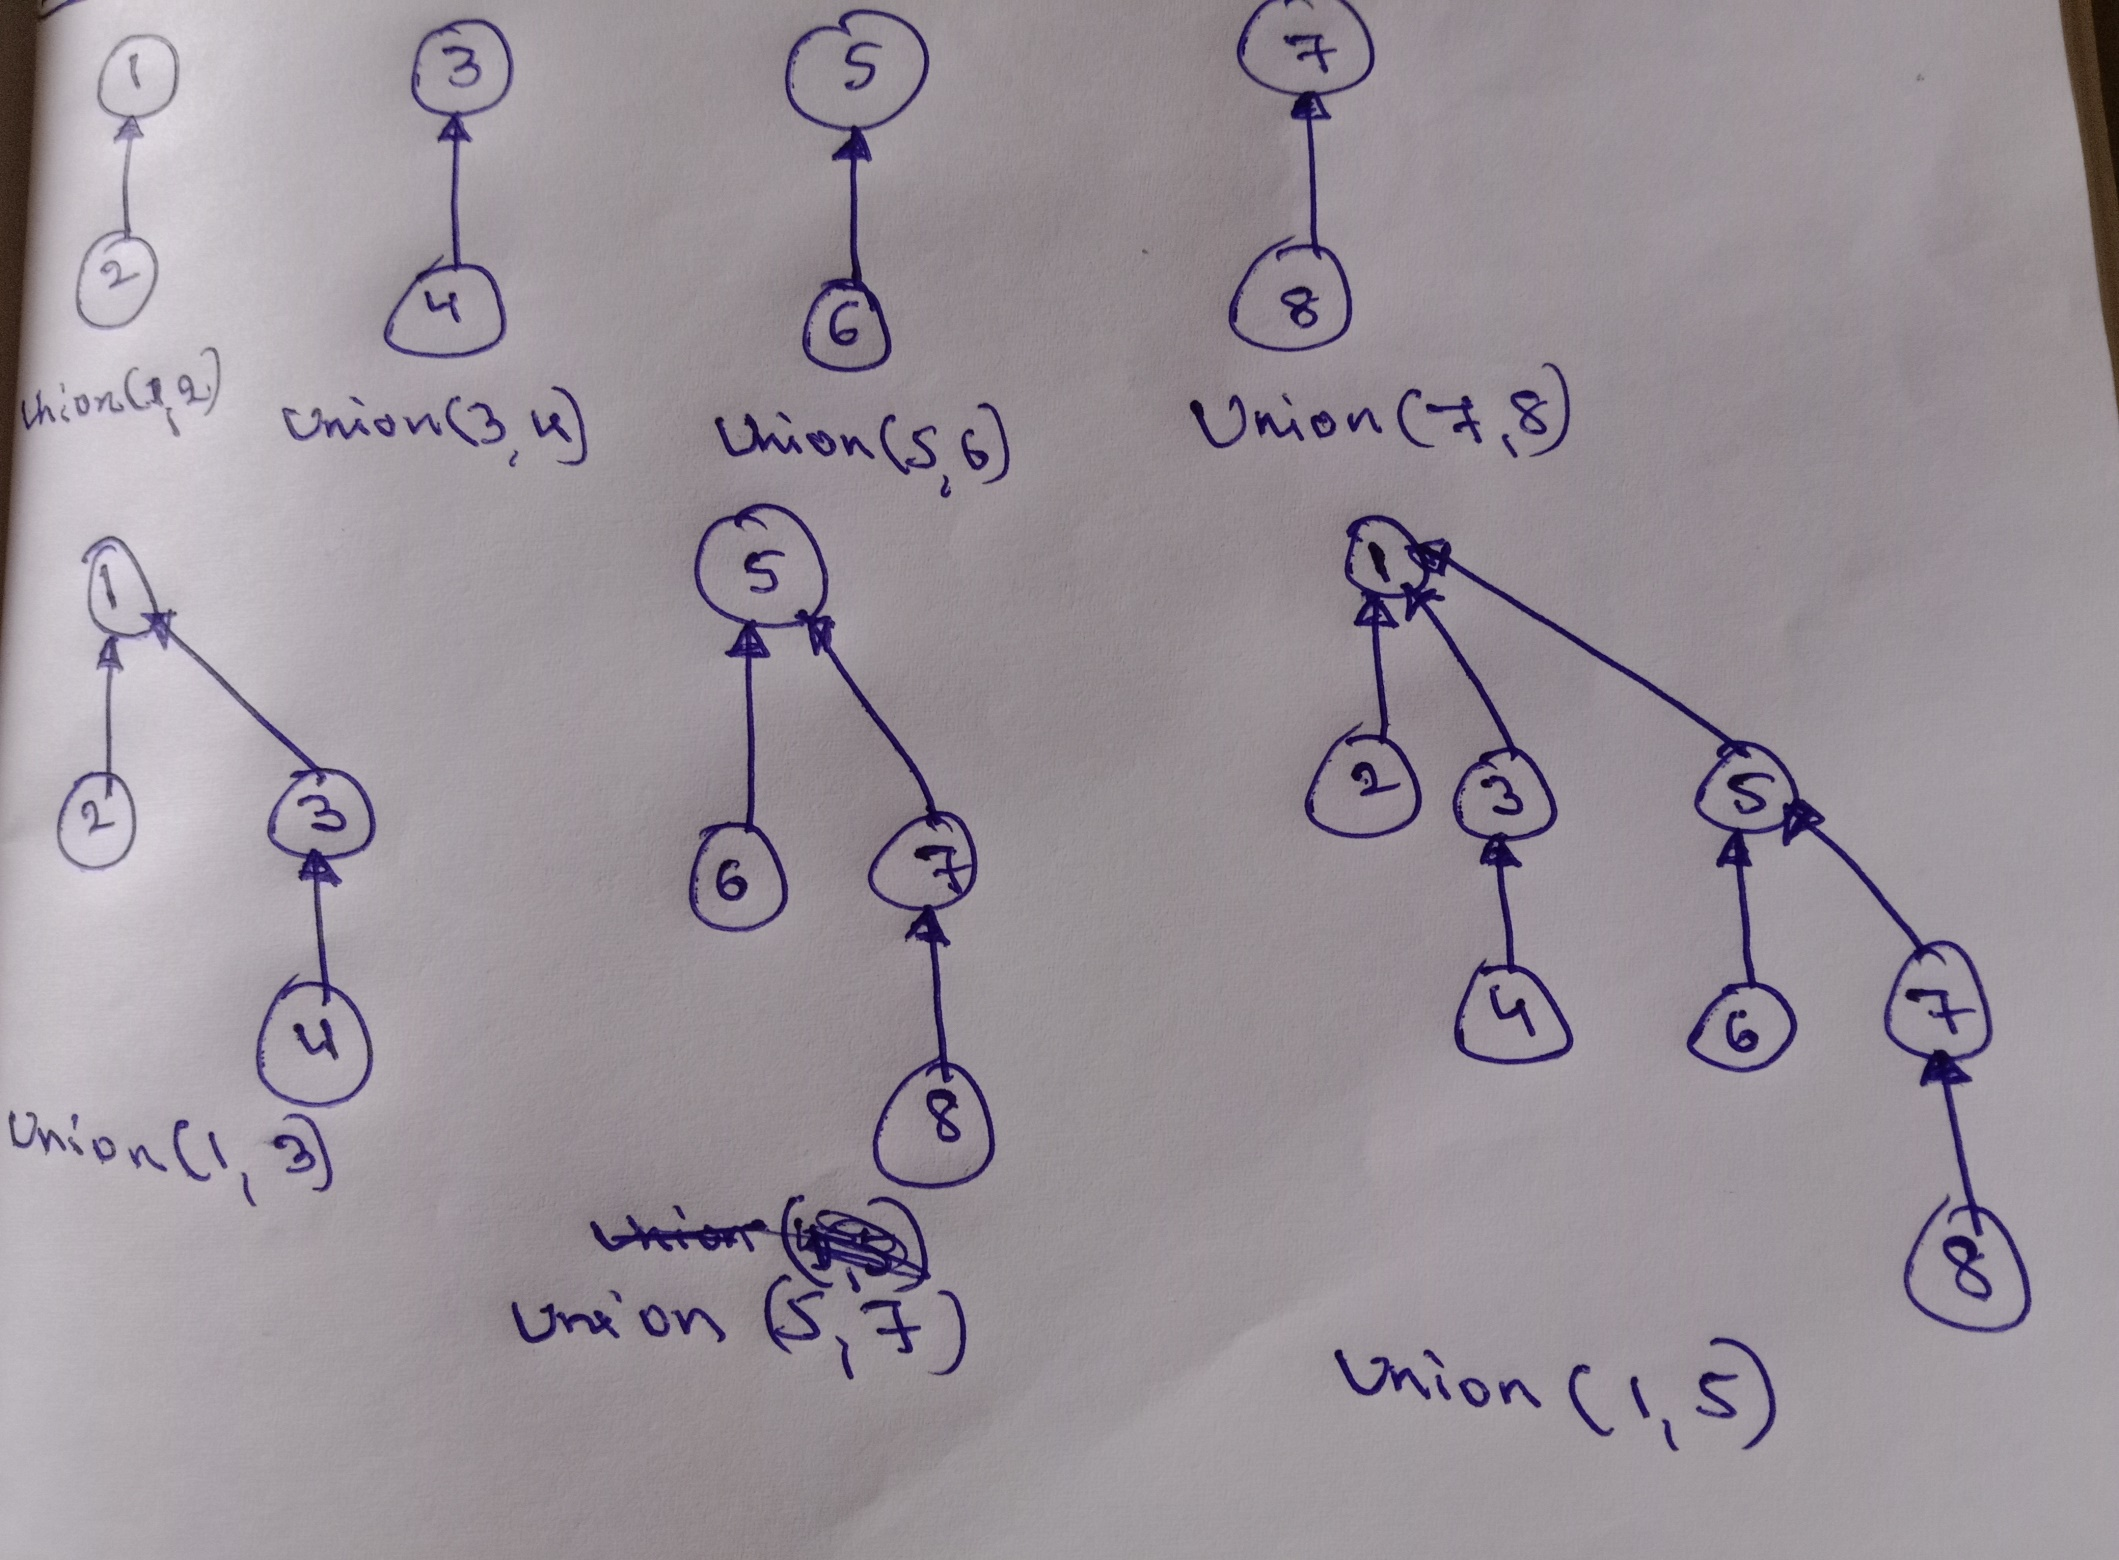 1 3 5 7
2 4 6 8
Union(1,2) Union(3,4) Union(5,6) Union(7,8)
1 5 1
2 3 6 7 2 3 5
4 8 4 6 7
Union(1,3)
8
Union
Union (5,7)
Union (1,5)